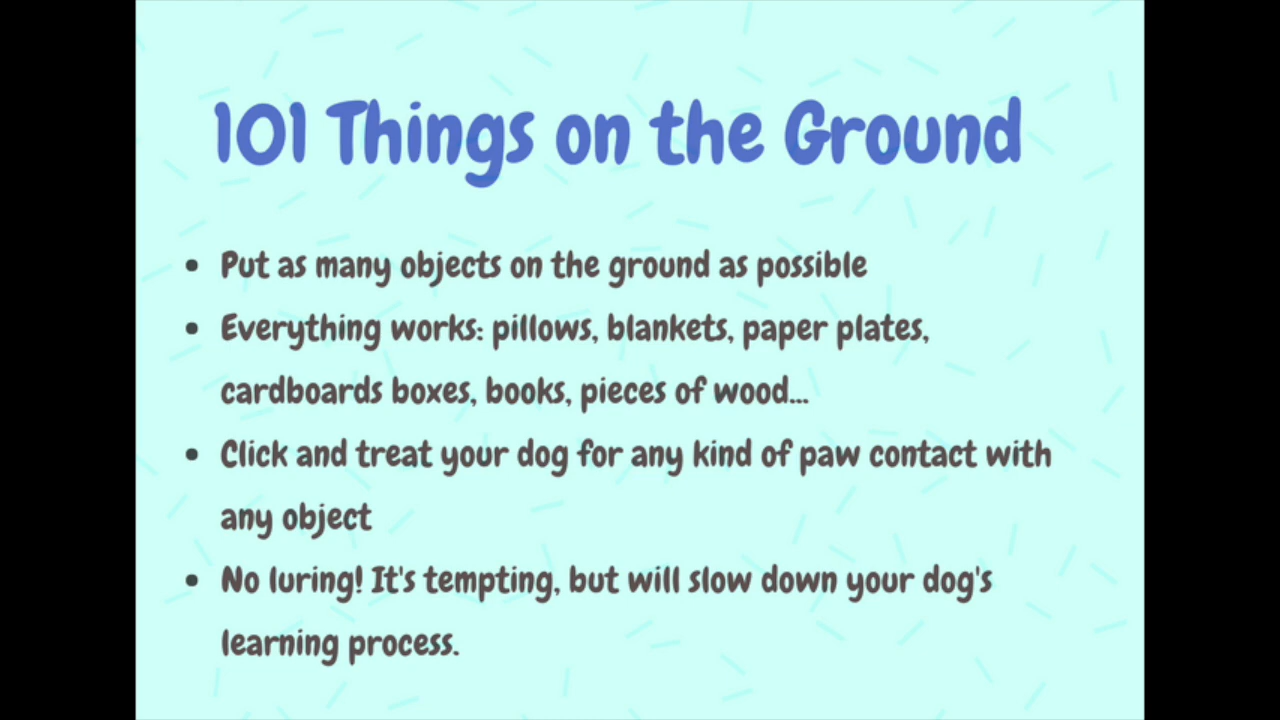 101 Things on the Ground
• Put as many objects on the ground as possible
• Everything works: pillows, blankets, paper plates,
cardboards boxes, books, pieces of wood...
• Click and treat your dog for any kind of paw contact with
any object
• No luring! It's tempting, but will slow down your dog's
learning process.